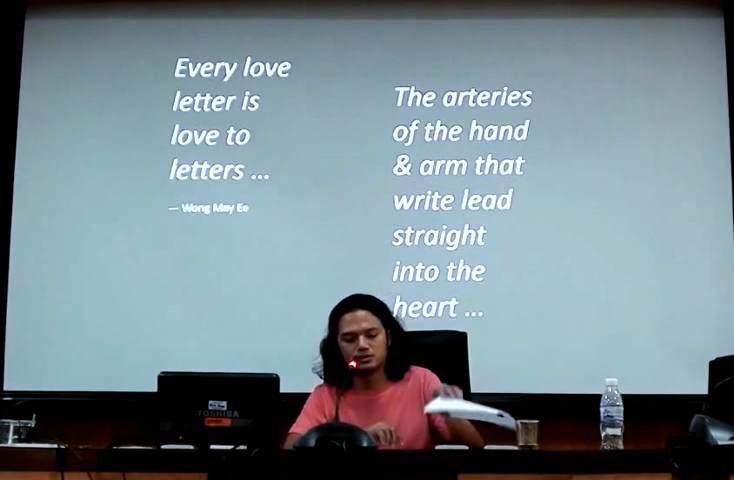 Every love
letter is
love to
letters ...
— Wong May Ee
The arteries
of the hand
& arm that
write lead
straight
into the
heart ...
TOSHIBA